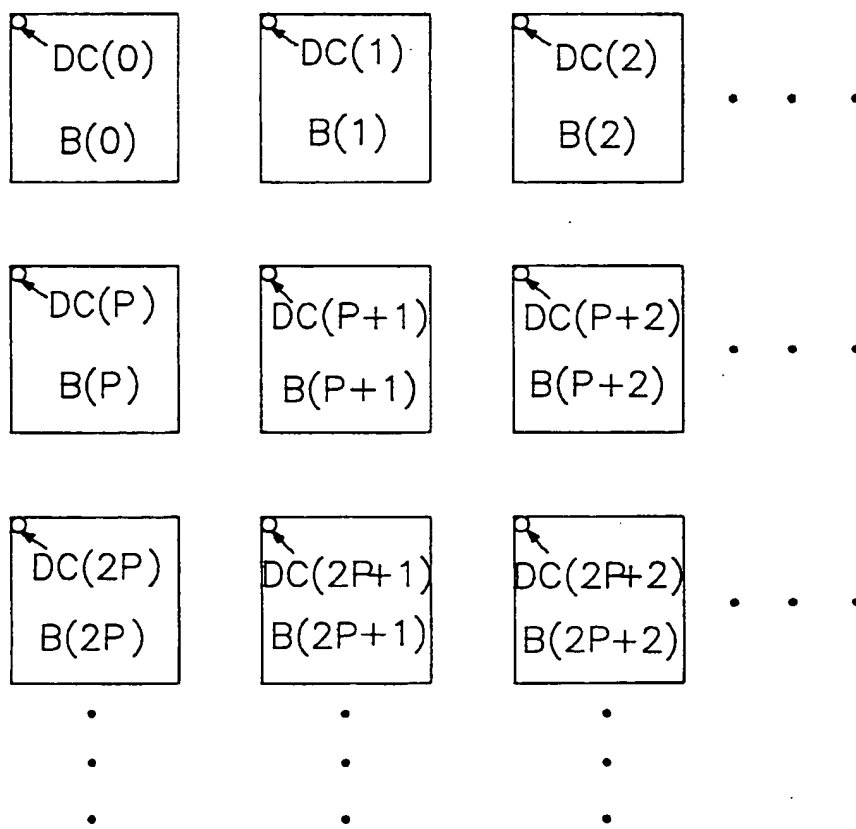 DC(0) DC(1) DC(2)
B(0) B(1) B(2)
DC(P) DC(P+1) DC(P+2)
B(P) B(P+1) B(P+2)
DC(2P) DC(2P+1) DC(2P+2)
B(2P) B(2P+1) B(2P+2)